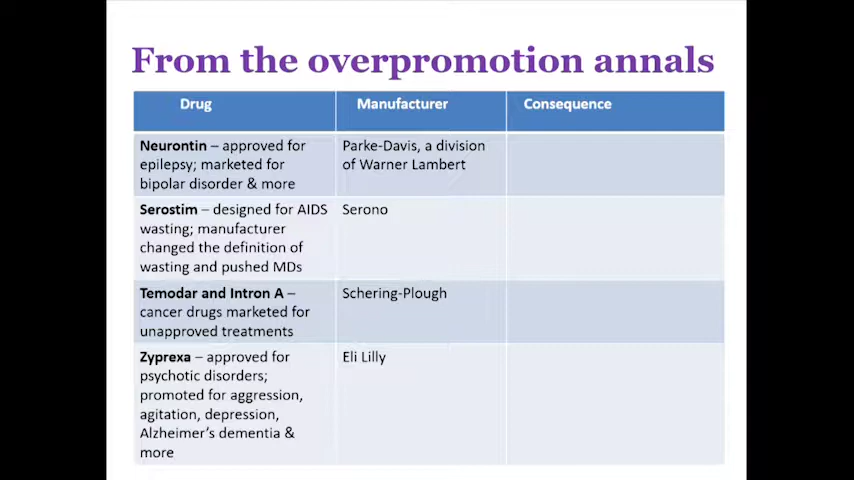 From the overpromotion annals
Drug Manufacturer Consequence
Neurontin – approved for
epilepsy; marketed for
bipolar disorder & more
Parke-Davis, a division
of Warner Lambert
Serostim – designed for AIDS
wasting; manufacturer
changed the definition of
wasting and pushed MDs
Serono
Temodar and Intron A –
cancer drugs marketed for
unapproved treatments
Schering-Plough
Zyprexa – approved for
psychotic disorders;
promoted for aggression,
agitation, depression,
Alzheimer's dementia &
more
Eli Lilly